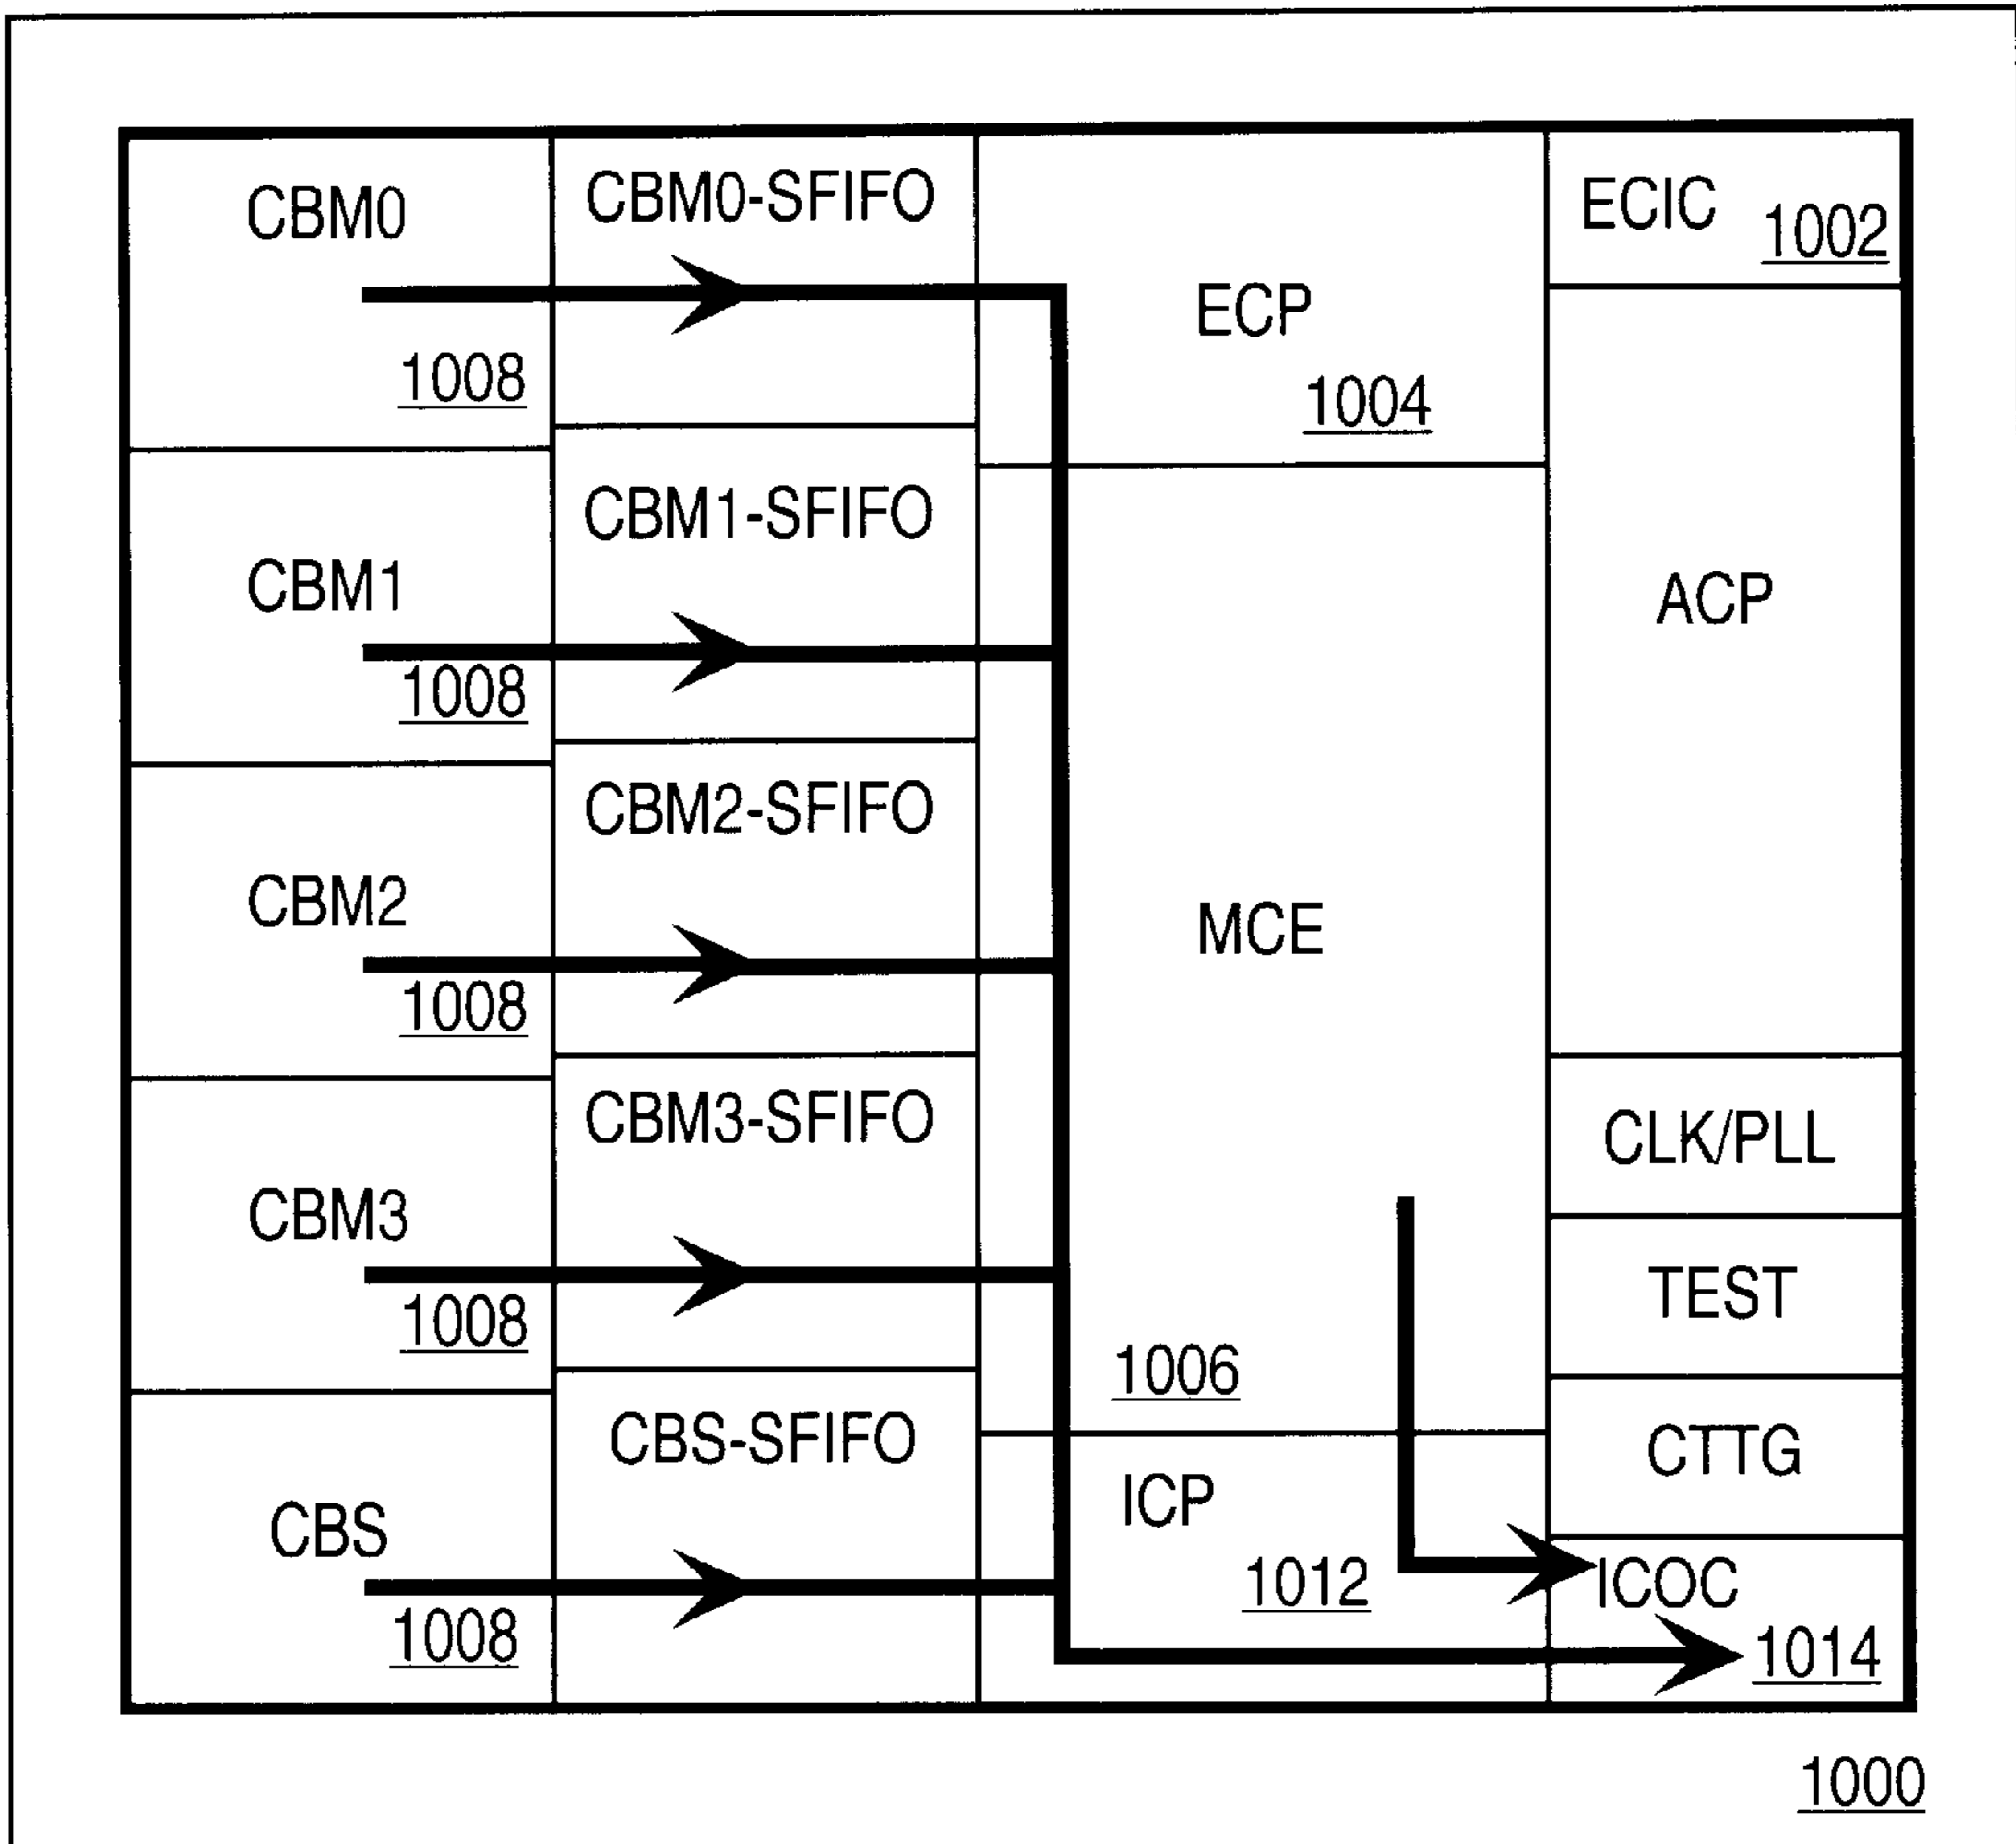 CBM0
1008
CBM0-SFIFO
ECP
1004
ECIC
1002
CBM1
1008
CBM1-SFIFO
ACP
CBM2
1008
CBM2-SFIFO
MCE
1006
CBM3
1008
CBM3-SFIFO
CLK/PLL
TEST
CTTG
CBS
1008
CBS-SFIFO
ICP
1012
ICOC
1014
1000